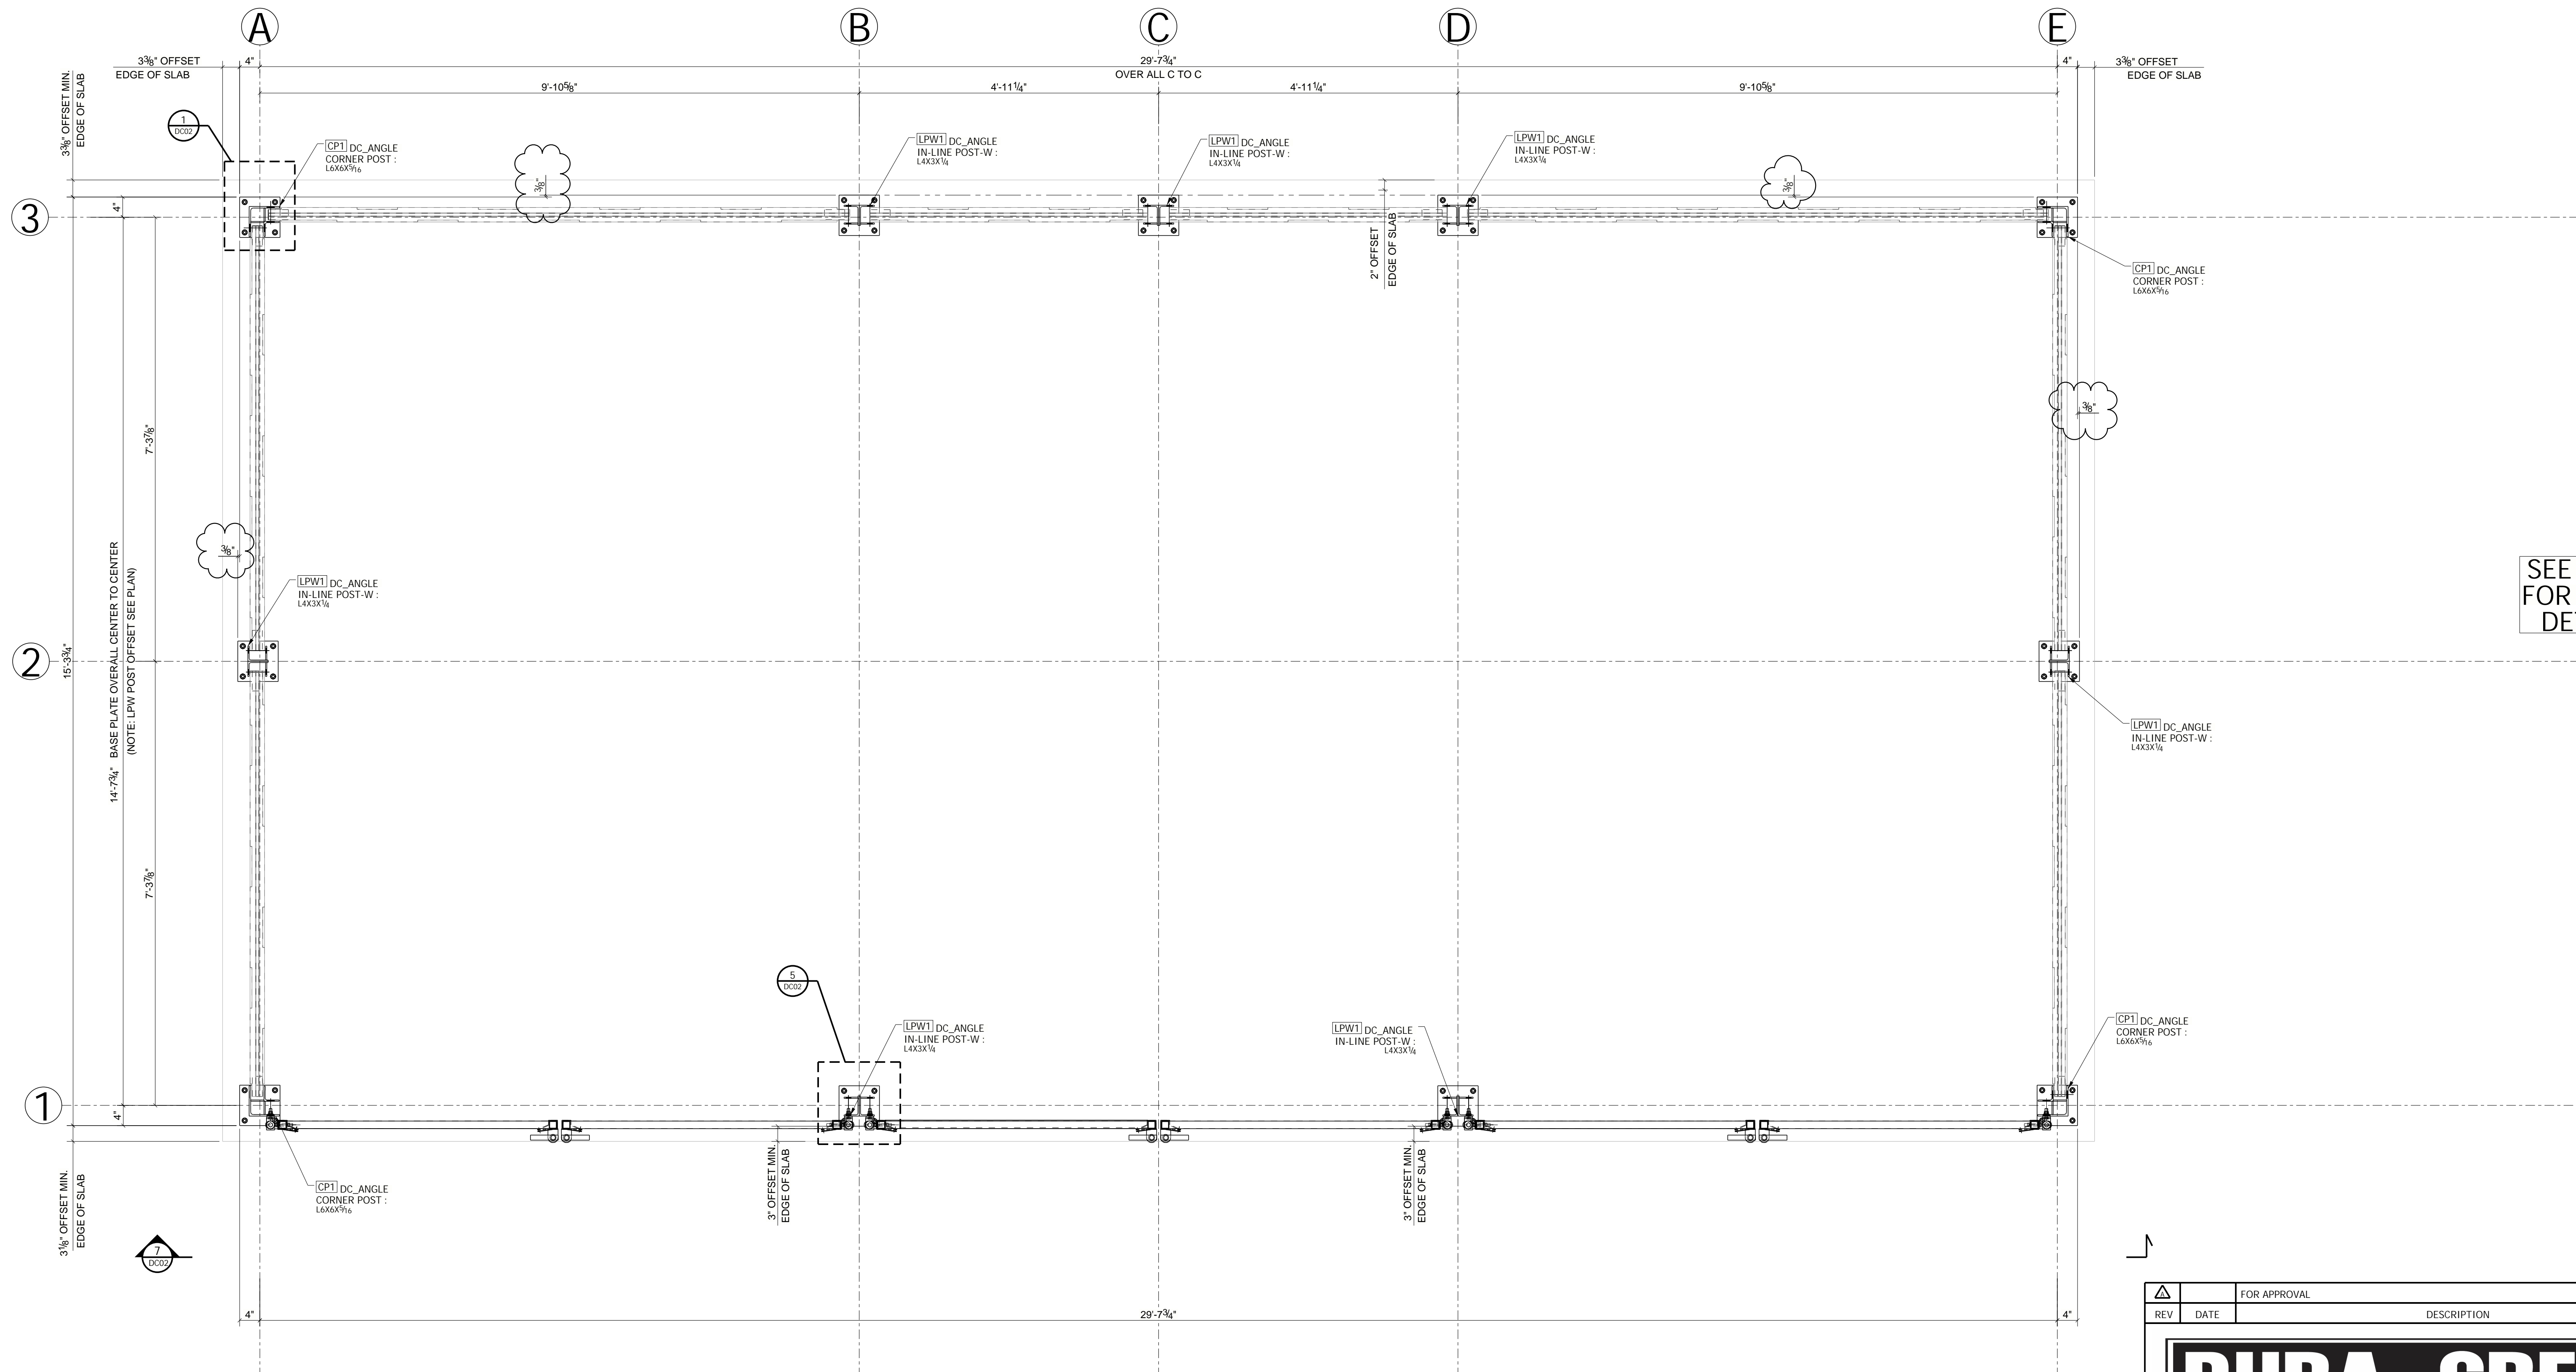 A
B
C
D
E
3⅜" OFFSET
EDGE OF SLAB
4"
29'-7¾"
OVER ALL C TO C
4"
3⅜" OFFSET
EDGE OF SLAB
9'-10⅝"
4'-11¼"
4'-11¼"
9'-10⅝"
3⅜" OFFSET MIN.
EDGE OF SLAB
1
DC02
CP1 DC_ANGLE
CORNER POST :
L6X6X5/16
LPW1 DC_ANGLE
IN-LINE POST-W :
L4X3X¼
LPW1 DC_ANGLE
IN-LINE POST-W :
L4X3X¼
LPW1 DC_ANGLE
IN-LINE POST-W :
L4X3X¼
⅜"
⅜"
3
4"
2" OFFSET
EDGE OF SLAB
CP1 DC_ANGLE
CORNER POST :
L6X6X5/16
7'-3⅞"
⅜"
⅜"
LPW1 DC_ANGLE
IN-LINE POST-W :
L4X3X¼
SEE
FOR
DE
2
15'-3¾"
14'-7¾" BASE PLATE OVERALL CENTER TO CENTER
(NOTE: LPW POST OFFSET SEE PLAN)
LPW1 DC_ANGLE
IN-LINE POST-W :
L4X3X¼
7'-3⅞"
5
DC02
LPW1 DC_ANGLE
IN-LINE POST-W :
L4X3X¼
LPW1 DC_ANGLE
IN-LINE POST-W :
L4X3X¼
CP1 DC_ANGLE
CORNER POST :
L6X6X5/16
1
4"
3⅛" OFFSET MIN.
EDGE OF SLAB
CP1 DC_ANGLE
CORNER POST :
L6X6X5/16
3" OFFSET MIN.
EDGE OF SLAB
3" OFFSET MIN.
EDGE OF SLAB
7
DC02
4"
29'-7¾"
4"
A
FOR APPROVAL
REV DATE DESCRIPTION